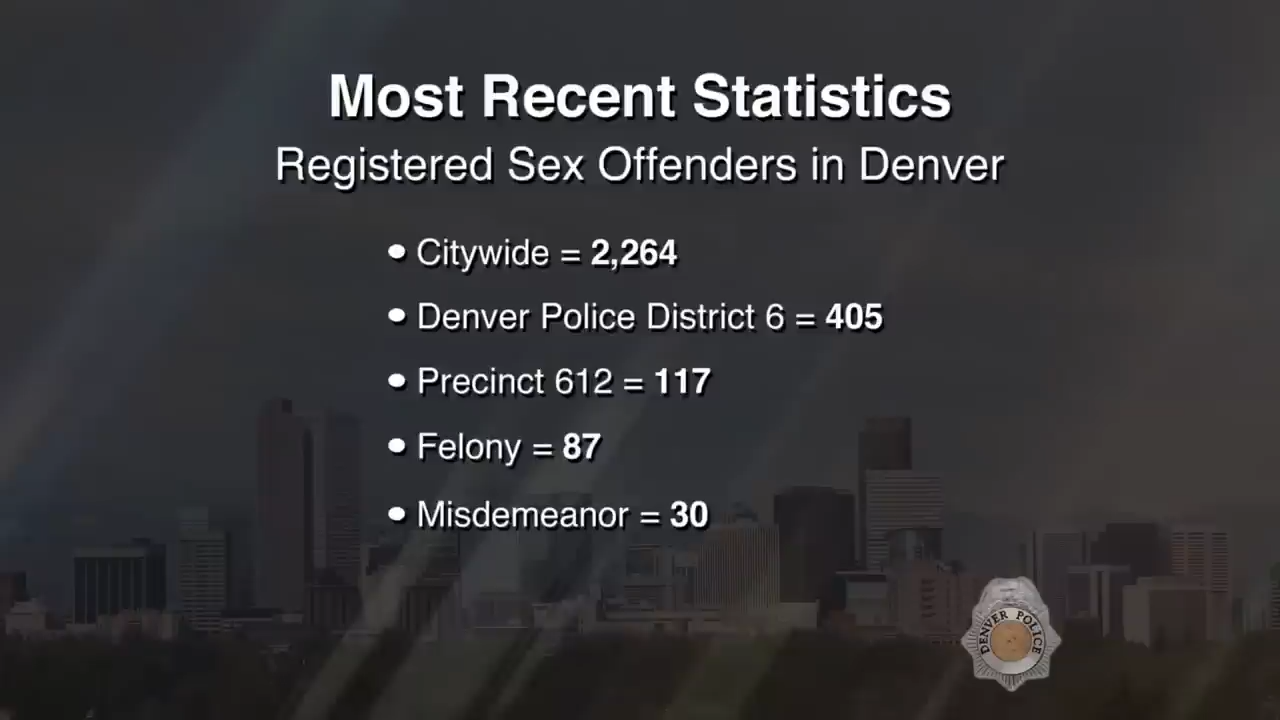 Most Recent Statistics
Registered Sex Offenders in Denver
• Citywide = 2,264
• Denver Police District 6 = 405
• Precinct 612 = 117
• Felony = 87
• Misdemeanor = 30
DENVER POLICE